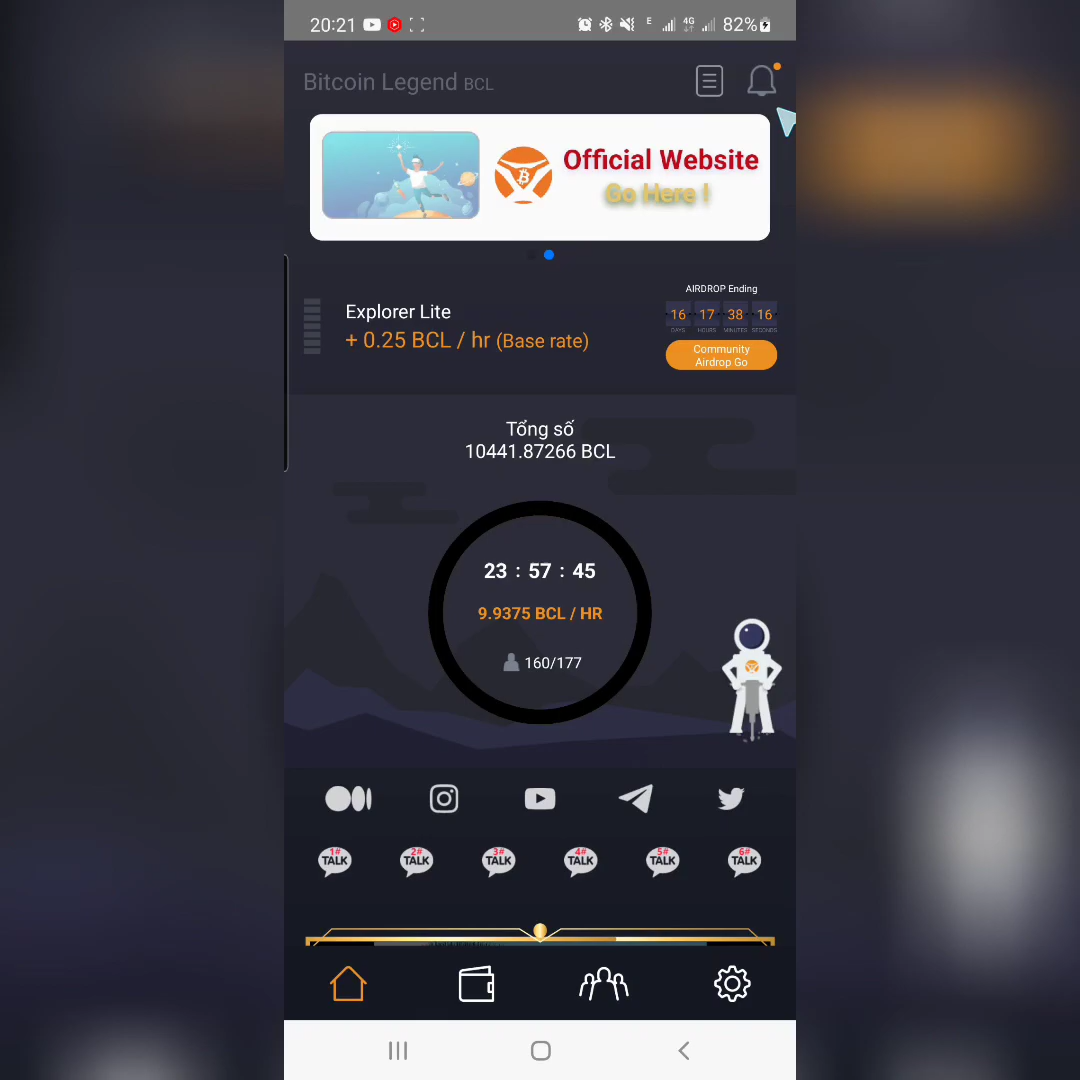 20:21
E
4G
82%
Bitcoin Legend BCL
Official Website
Go Here !
AIRDROP Ending
16 17 38 16
DAYS HOURS MINUTES SECONDS
Explorer Lite
+ 0.25 BCL / hr (Base rate)
Community
Airdrop Go
Tổng số
10441.87266 BCL
23 : 57 : 45
9.9375 BCL / HR
160/177
1# TALK
2# TALK
3# TALK
4# TALK
5# TALK
6# TALK